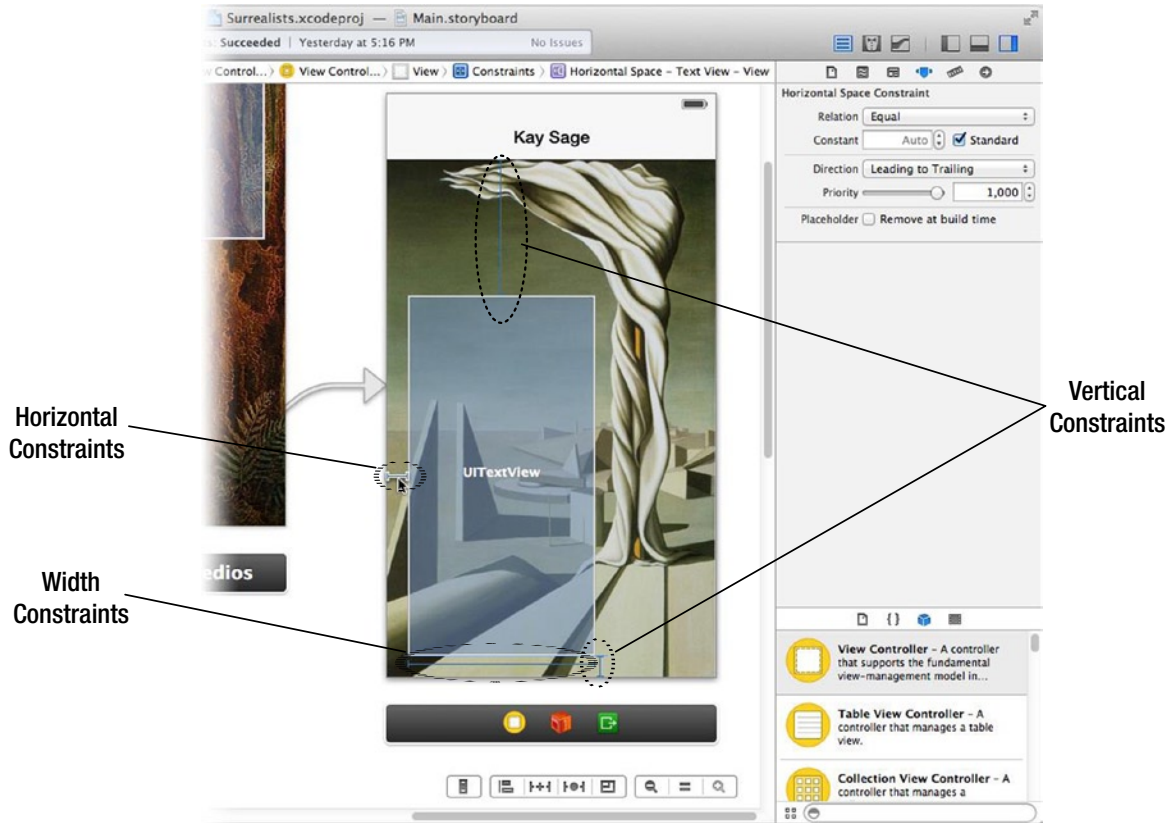 Surrealists.xcodeproj — Main.storyboard
Succeeded | Yesterday at 5:16 PM
No Issues
Control... 〉 View Control... 〉 View 〉 Constraints 〉 Horizontal Space - Text View - View
Horizontal Space Constraint
Relation Equal
Constant Auto Standard
Direction Leading to Trailing
Priority 1,000
Placeholder Remove at build time
Kay Sage
UITextView
Horizontal
Constraints
Vertical
Constraints
Width
Constraints
edios
View Controller - A controller
that supports the fundamental
view-management model in...
Table View Controller - A
controller that manages a table
view.
Collection View Controller - A
controller that manages a